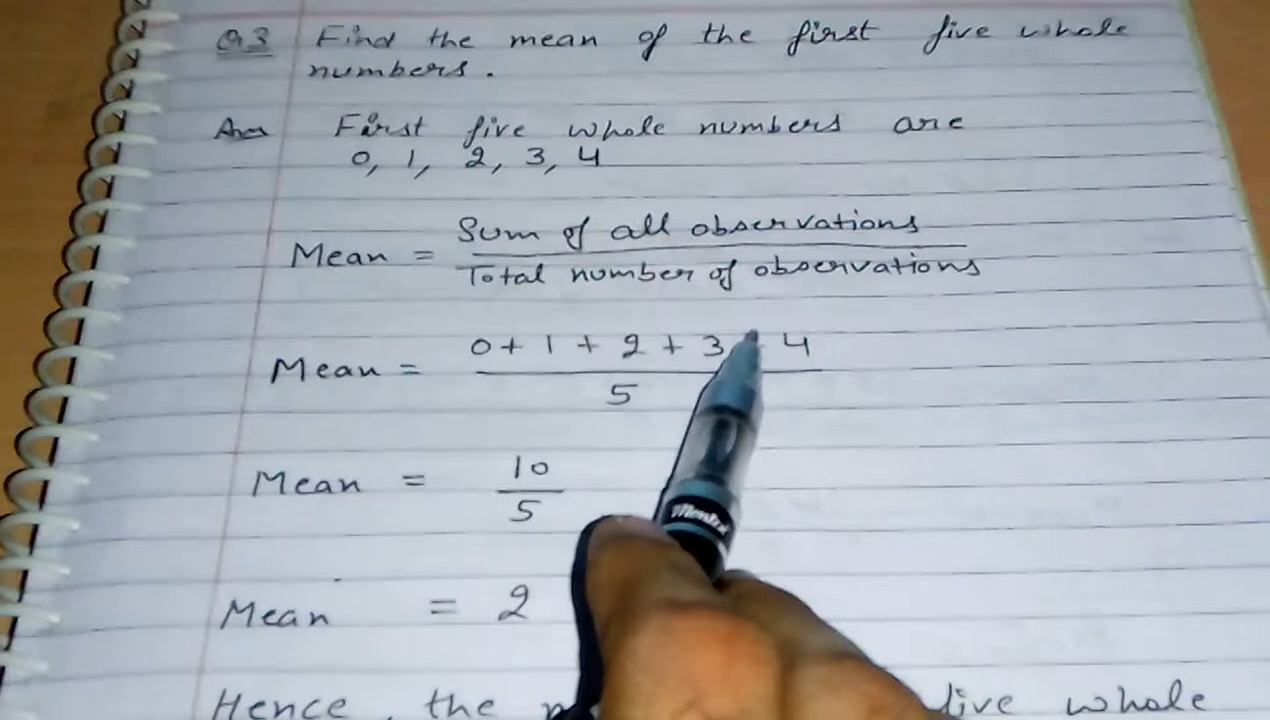 Q3 Find the mean of the first five whole
numbers.
Ans First five whole numbers are
0, 1, 2, 3, 4
Mean = Sum of all observations
Total number of observations
Mean = 0 + 1 + 2 + 3 4
5
Mean = 10
5
Mean = 2
Hence, the five whole